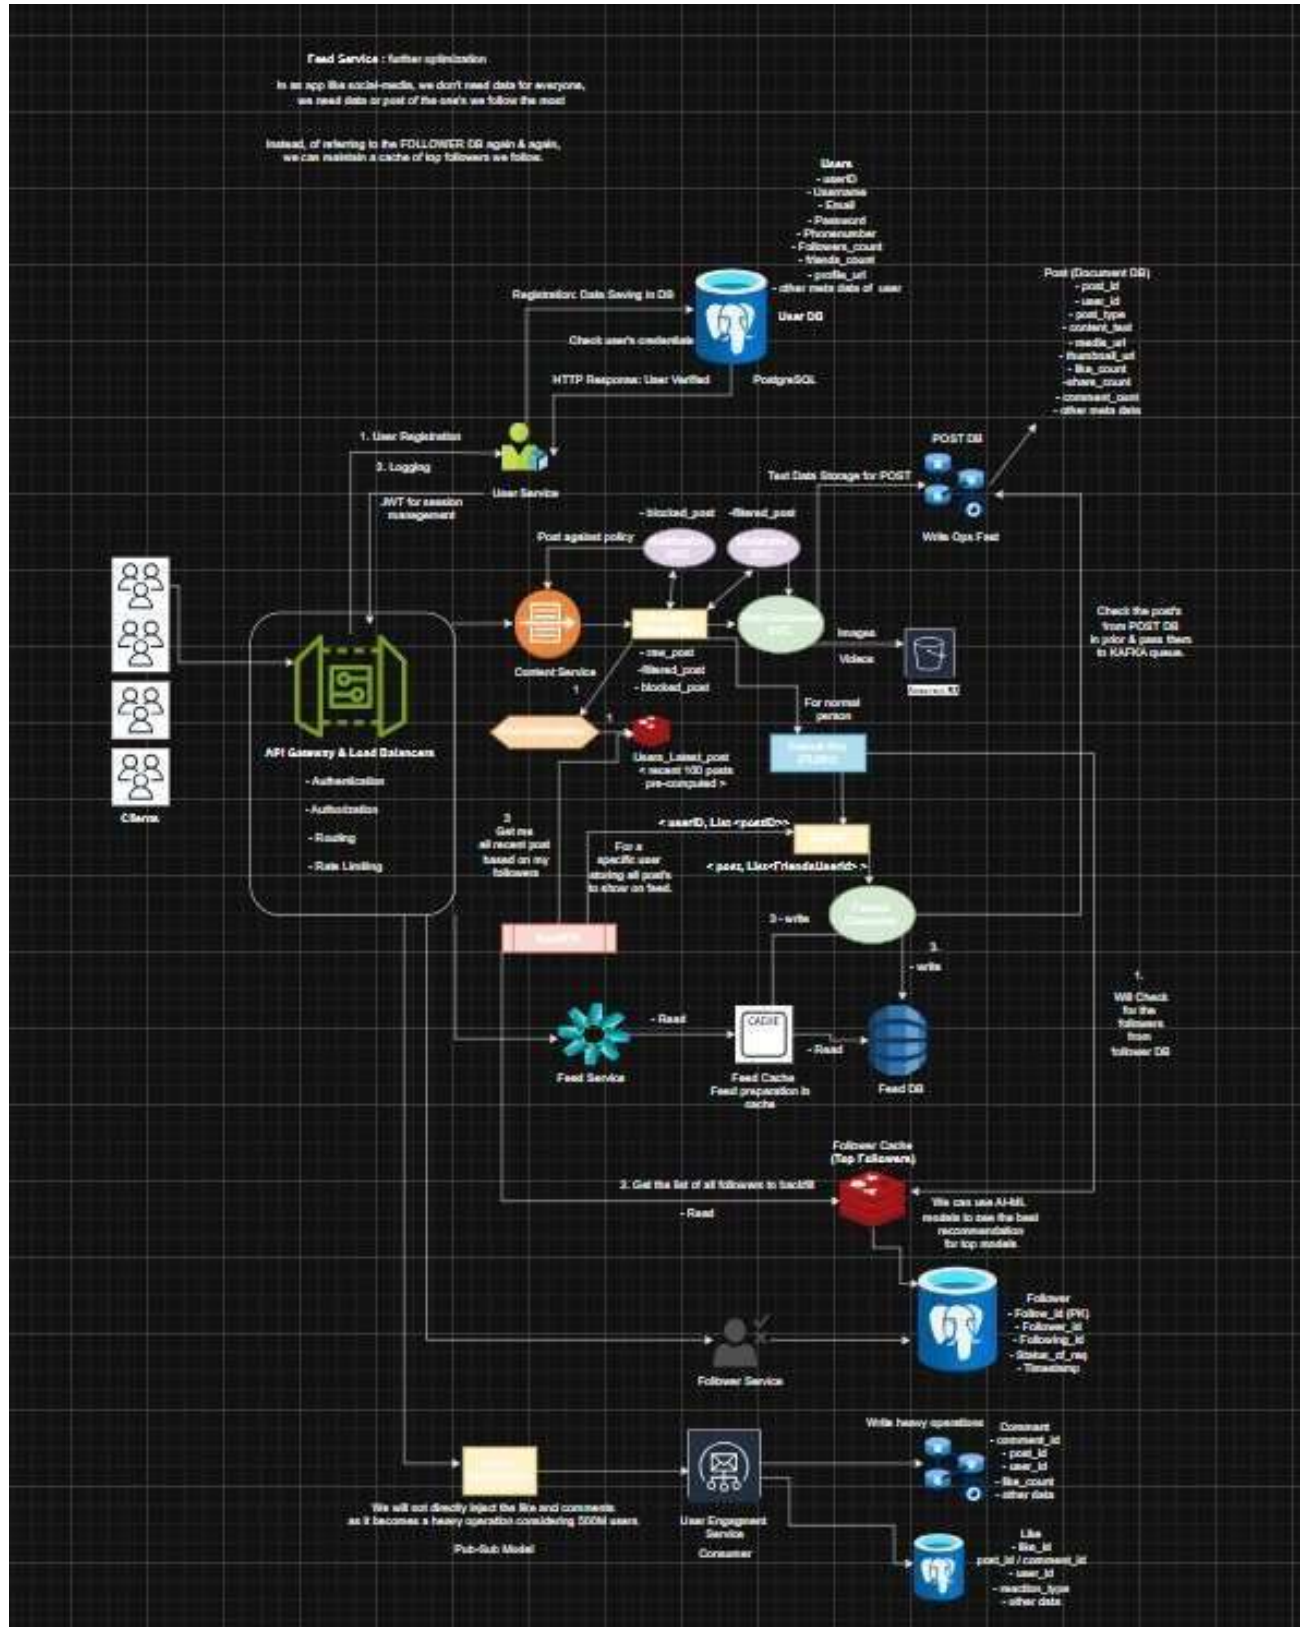 Feed Service : further optimization
In an app like social-media, we don't need data for everyone,
we need data or post of the one's we follow the most
Instead, of referring to the FOLLOWER DB again & again,
we can maintain a cache of top followers we follow.
Users
- userID
- Username
- Email
- Password
- Phonenumber
- Followers_count
- friends_count
- profile_url
- other meta data of user
User DB
PostgreSQL
Registration: Data Saving in DB
Check user's credentials
HTTP Response: User Verified
Post (Document DB)
- post_id
- user_id
- post_type
- content_text
- media_url
- thumbnail_url
- like_count
-share_count
- comment_count
- other meta data
1. User Registration
2. Logging
User Service
JWT for session
management
POST DB
Text Data Storage for POST
Write Ops Fast
- blocked_post
-filtered_post
Post against policy
Content Service
- raw_post
-filtered_post
- blocked_post
Images
Videos
Amazon S3
Check the post's
from POST DB
in prior & pass them
to KAFKA queue.
API Gateway & Load Balancers
- Authentication
- Authorization
- Routing
- Rate Limiting
Clients
1
1
Users_Latest_post
< recent 100 posts
pre-computed >
For normal
person
< userID, List <postID>>
< post, List<FriendsUserId> >
3
Get me
all recent post
based on my
followers
For a
specific user
storing all post's
to show on feed.
3 - write
3.
- write
1.
Will Check
for the
followers
from
follower DB
Feed Service
- Read
CACHE
Feed Cache
Feed preparation in
cache
- Read
Feed DB
Follower Cache
(Top Followers)
2. Get the list of all followers to backfill
- Read
We can use AI-ML
models to see the best
recommendation
for top models
Follower
- Follow_id (PK)
- Follower_id
- Following_id
- Status_of_req
- Timestamp
Follower Service
Write heavy operations
Comment
- comment_id
- post_id
- user_id
- like_count
- other data
We will not directly inject the like and comments
as it becomes a heavy operation considering 500M users
Pub-Sub Model
User Engagment
Service
Consumer
Like
- like_id
post_id / comment_id
- user_id
- reaction_type
- other data